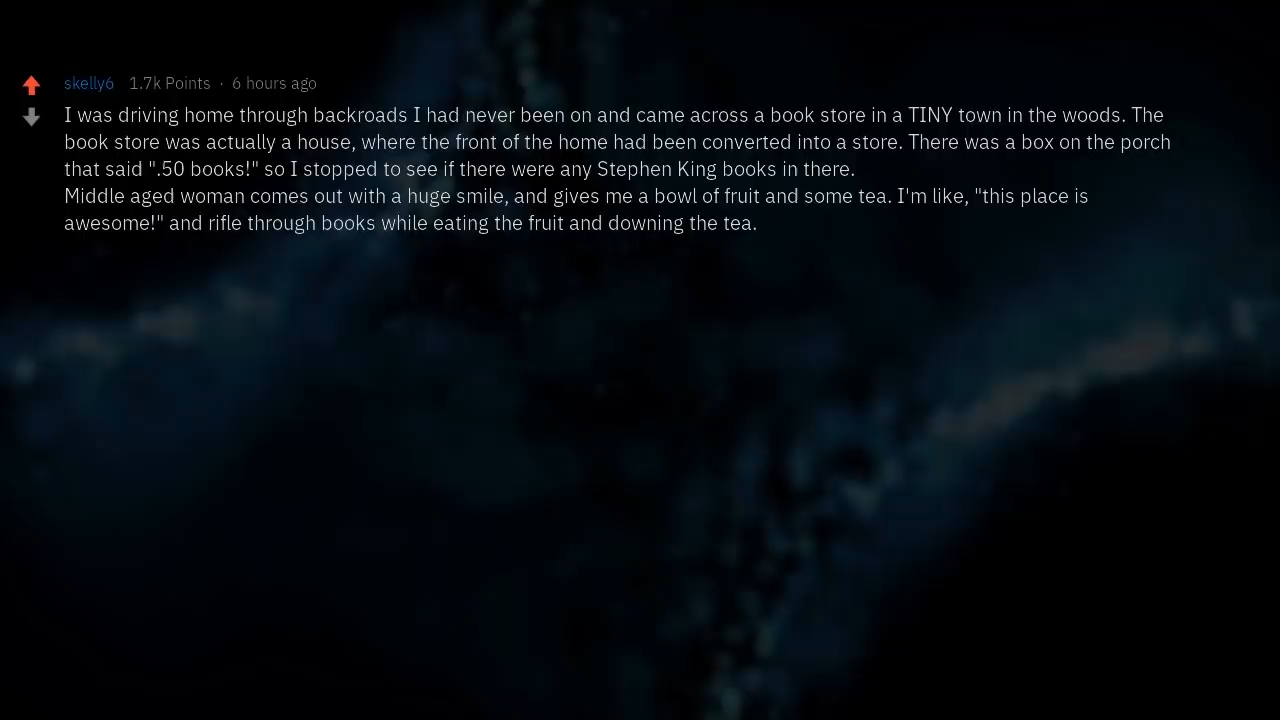 skelly6 1.7k Points · 6 hours ago
I was driving home through backroads I had never been on and came across a book store in a TINY town in the woods. The
book store was actually a house, where the front of the home had been converted into a store. There was a box on the porch
that said ".50 books!" so I stopped to see if there were any Stephen King books in there.
Middle aged woman comes out with a huge smile, and gives me a bowl of fruit and some tea. I'm like, "this place is
awesome!" and rifle through books while eating the fruit and downing the tea.